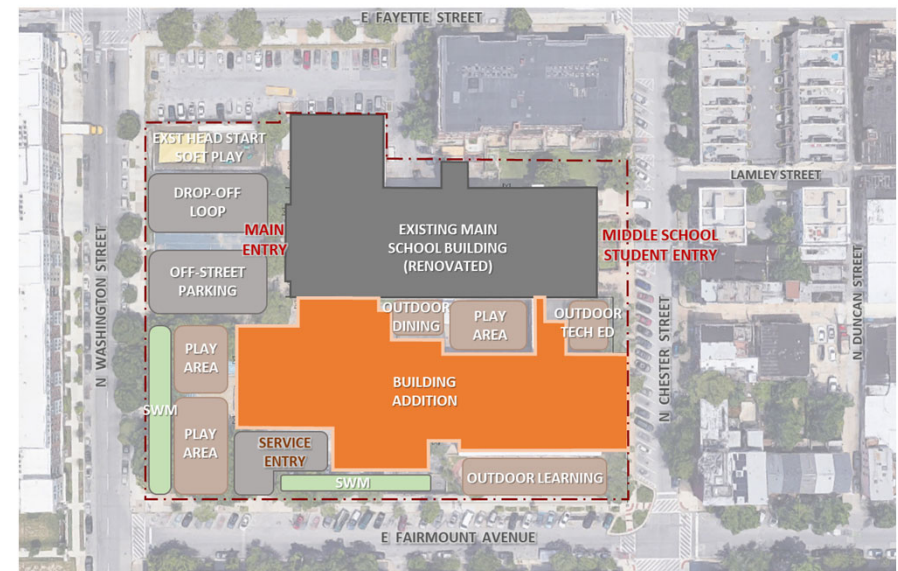 E FAYETTE STREET
EXST HEAD START
SOFT PLAY
DROP-OFF
LOOP
MAIN
ENTRY
EXISTING MAIN
SCHOOL BUILDING
(RENOVATED)
LAMLEY STREET
MIDDLE SCHOOL
STUDENT ENTRY
OFF-STREET
PARKING
N WASHINGTON STREET
N DUNCAN STREET
N CHESTER STREET
OUTDOOR
DINING
PLAY
AREA
OUTDOOR
TECH ED
PLAY
AREA
BUILDING
ADDITION
SWM
PLAY
AREA
SERVICE
ENTRY
SWM
OUTDOOR LEARNING
E FAIRMOUNT AVENUE